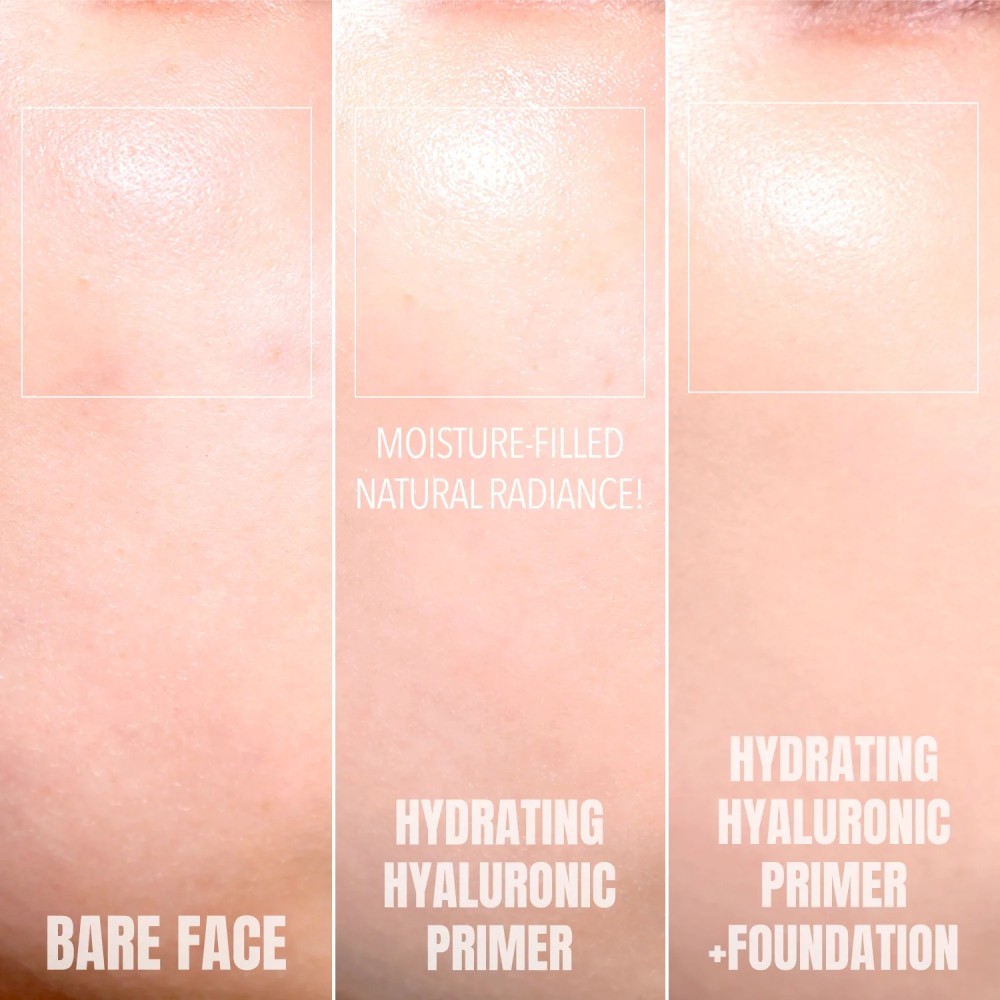 BARE FACE
MOISTURE-FILLED
NATURAL RADIANCE!
HYDRATING
HYALURONIC
PRIMER
HYDRATING
HYALURONIC
PRIMER
+FOUNDATION